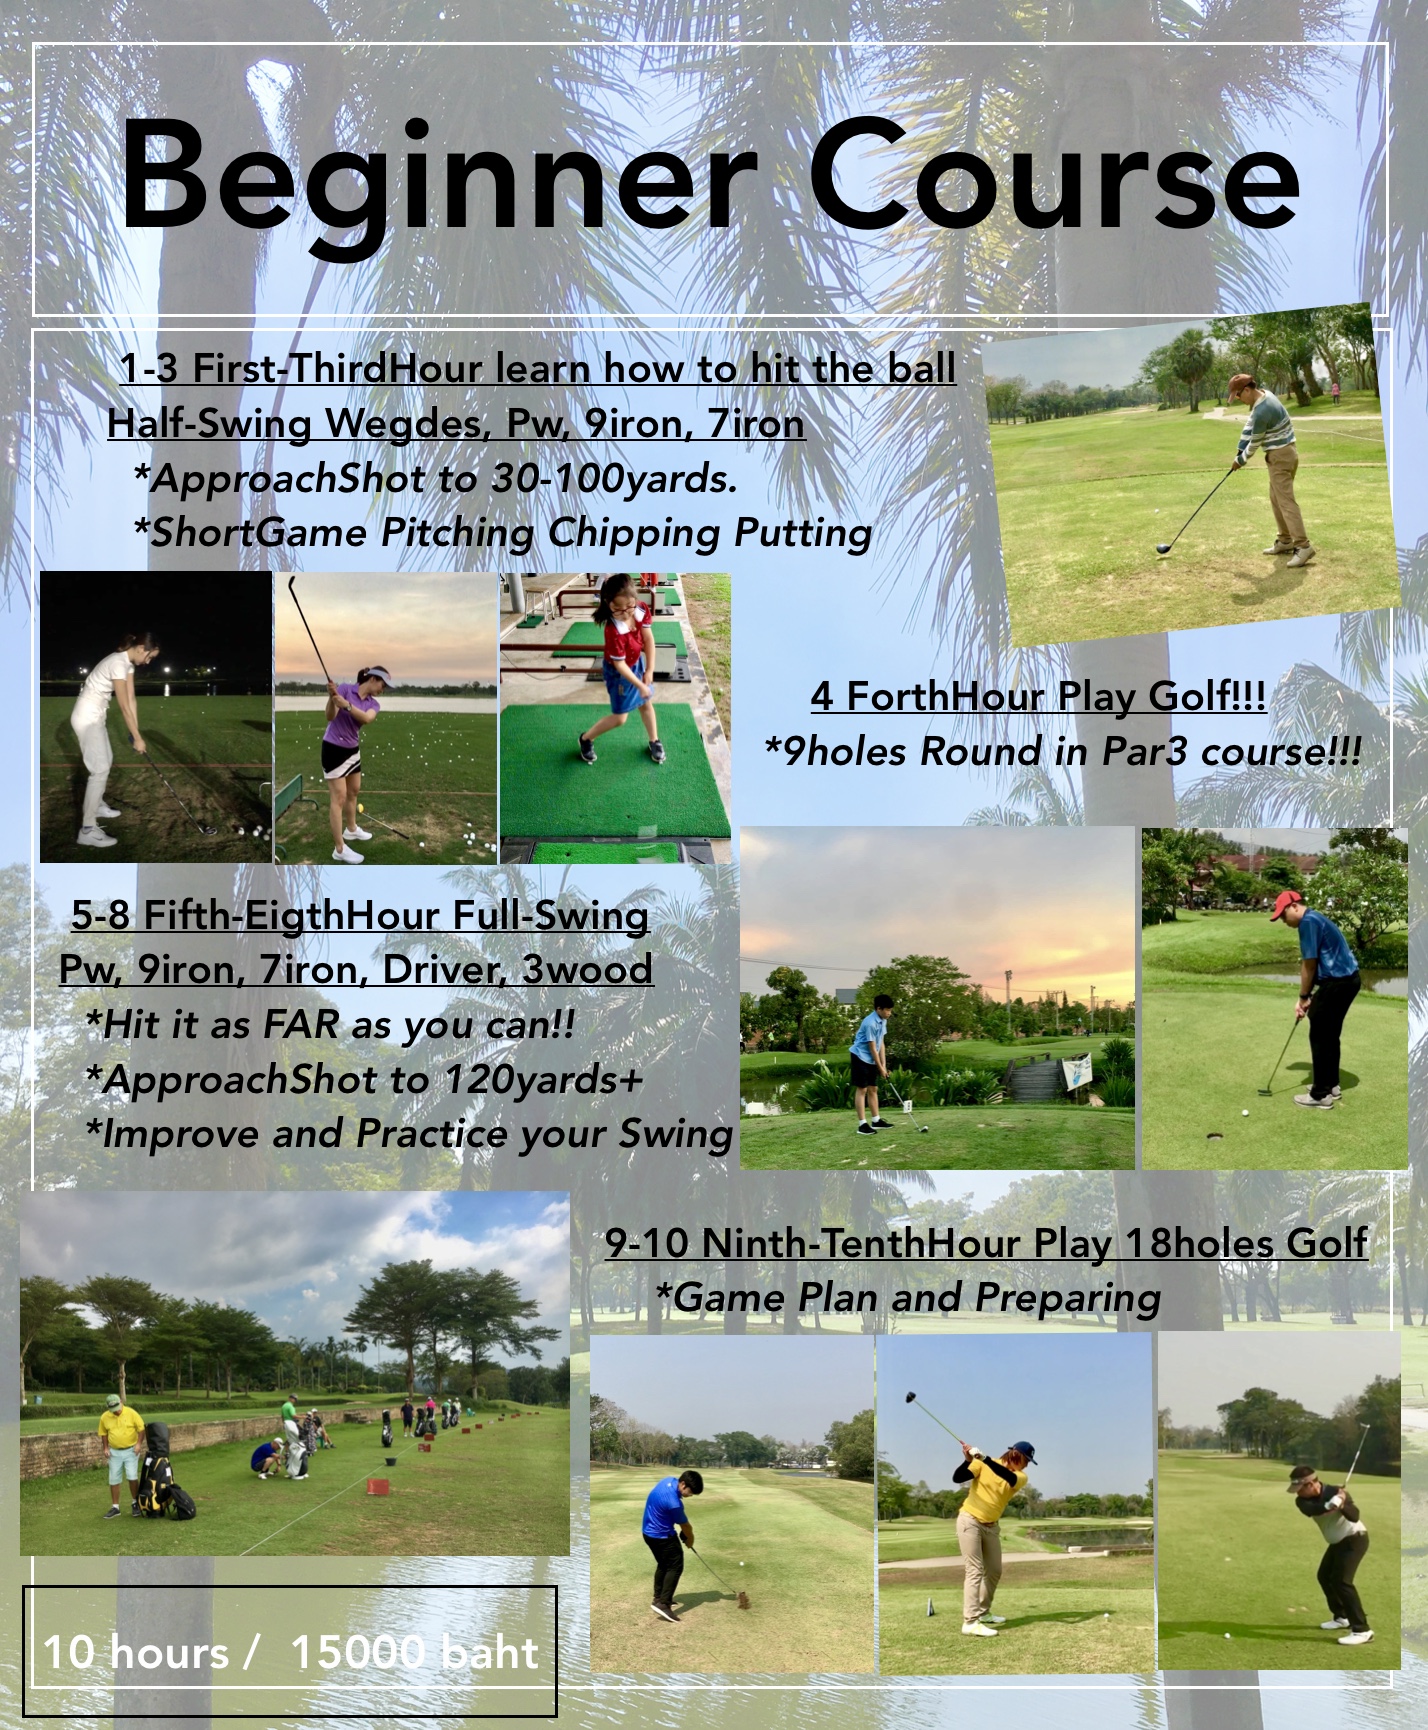 Beginner Course
1-3 First-ThirdHour learn how to hit the ball
Half-Swing Wegdes, Pw, 9iron, 7iron
*ApproachShot to 30-100yards.
*ShortGame Pitching Chipping Putting
4 ForthHour Play Golf!!!
*9holes Round in Par3 course!!!
5-8 Fifth-EigthHour Full-Swing
Pw, 9iron, 7iron, Driver, 3wood
*Hit it as FAR as you can!!
*ApproachShot to 120yards+
*Improve and Practice your Swing
9-10 Ninth-TenthHour Play 18holes Golf
*Game Plan and Preparing
10 hours / 15000 baht